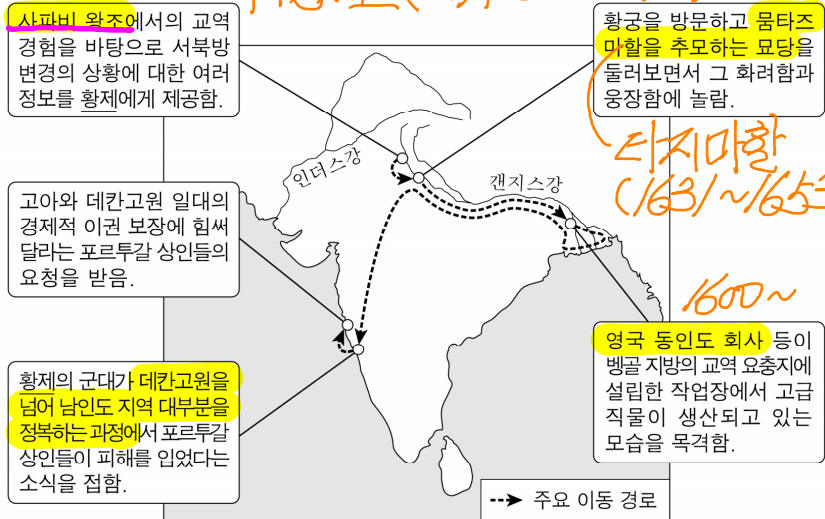 사파비 왕조에서의 교역
경험을 바탕으로 서북방
변경의 상황에 대한 여러
정보를 황제에게 제공함.
황궁을 방문하고 뭄타즈
마할을 추모하는 묘당을
둘러보면서 그 화려함과
웅장함에 놀람.
타지마할
(1631~1653
인더스강
갠지스강
고아와 데칸고원 일대의
경제적 이권 보장에 힘써
달라는 포르투갈 상인들의
요청을 받음.
1600~
영국 동인도 회사 등이
벵골 지방의 교역 요충지에
설립한 작업장에서 고급
직물이 생산되고 있는
모습을 목격함.
황제의 군대가 데칸고원을
넘어 남인도 지역 대부분을
정복하는 과정에서 포르투갈
상인들이 피해를 입었다는
소식을 접함.
주요 이동 경로